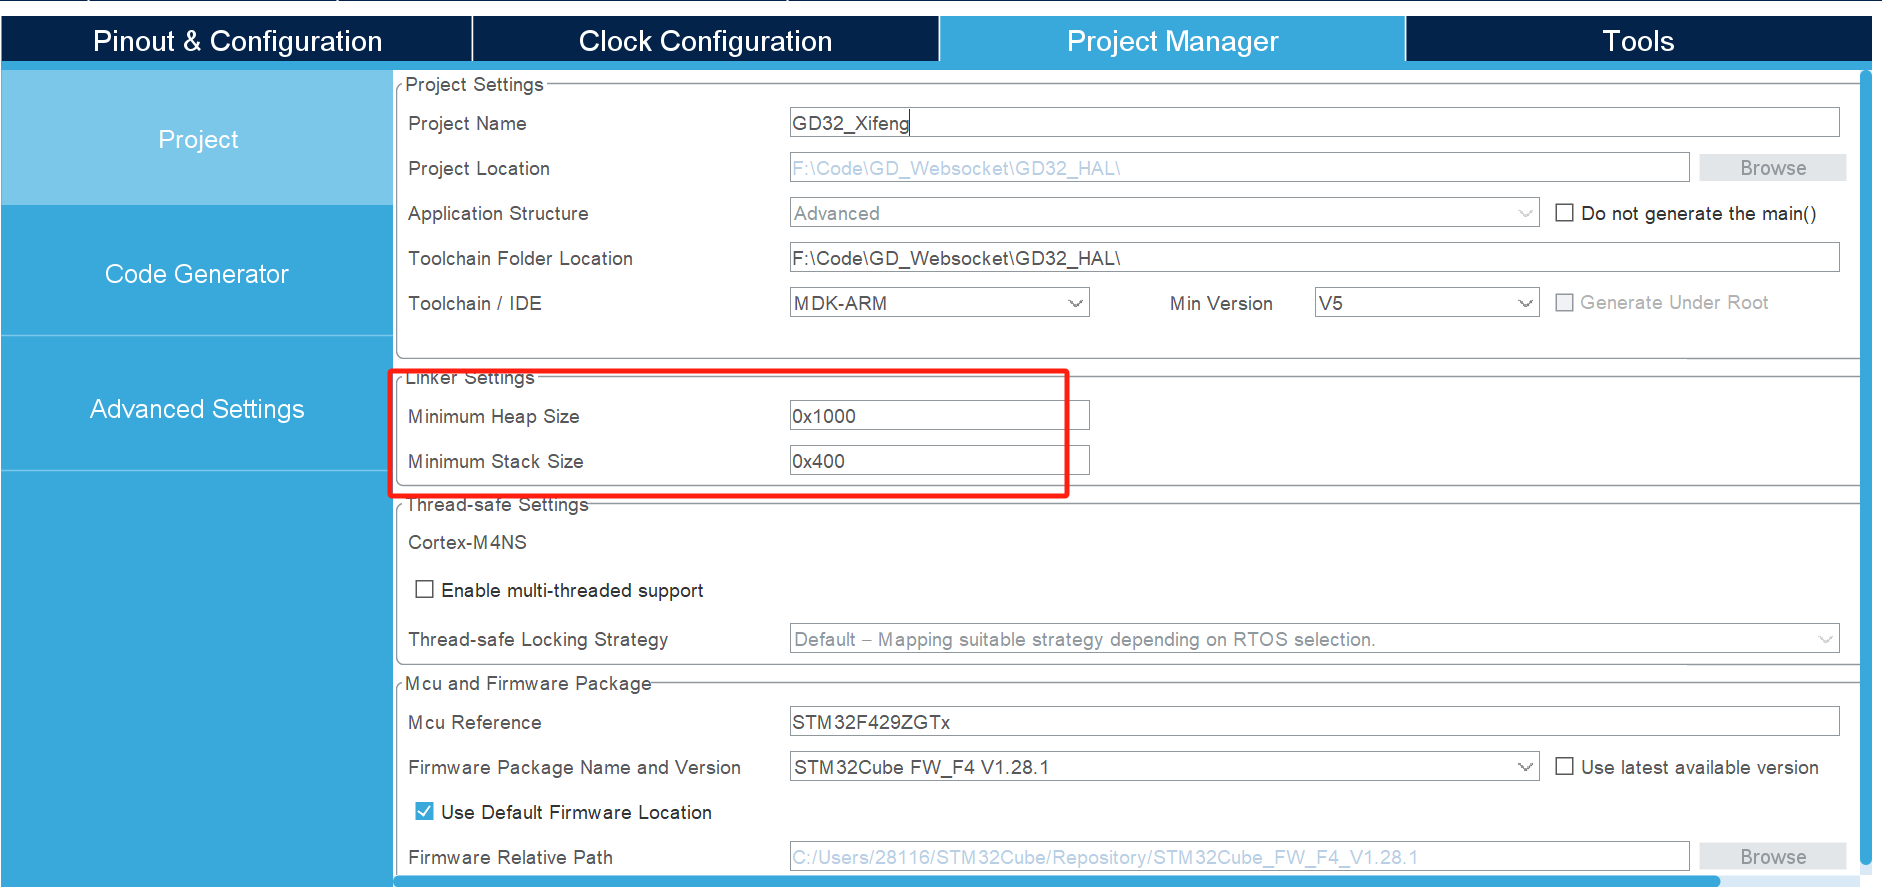 Pinout & Configuration
Clock Configuration
Project Manager
Tools
Project
Code Generator
Advanced Settings
Project Settings
Project Name
GD32_Xifeng
Project Location
F:\Code\GD_Websocket\GD32_HAL\
Browse
Application Structure
Advanced
Do not generate the main()
Toolchain Folder Location
F:\Code\GD_Websocket\GD32_HAL\
Toolchain / IDE
MDK-ARM
Min Version
V5
Generate Under Root
Linker Settings
Minimum Heap Size
0x1000
Minimum Stack Size
0x400
Thread-safe Settings
Cortex-M4NS
Enable multi-threaded support
Thread-safe Locking Strategy
Default – Mapping suitable strategy depending on RTOS selection.
Mcu and Firmware Package
Mcu Reference
STM32F429ZGTx
Firmware Package Name and Version
STM32Cube FW_F4 V1.28.1
Use latest available version
Use Default Firmware Location
Firmware Relative Path
C:/Users/28116/STM32Cube/Repository/STM32Cube_FW_F4_V1.28.1
Browse